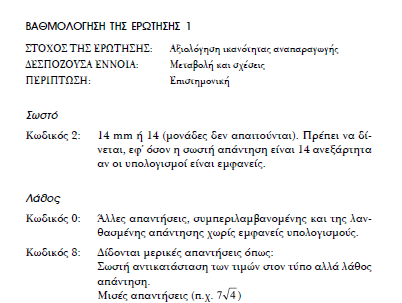 ΒΑΘΜΟΛΟΓΗΣΗ ΤΗΣ ΕΡΩΤΗΣΗΣ 1
ΣΤΟΧΟΣ ΤΗΣ ΕΡΩΤΗΣΗΣ: Αξιολόγηση ικανότητας αναπαραγωγής
ΔΕΣΠΟΖΟΥΣΑ ΕΝΝΟΙΑ: Μεταβολή και σχέσεις
ΠΕΡΙΠΤΩΣΗ: Επιστημονική
Σωστό
Κωδικός 2: 14 mm ή 14 (μονάδες δεν απαιτούνται). Πρέπει να δί-
νεται, εφ' όσον η σωστή απάντηση είναι 14 ανεξάρτητα
αν οι υπολογισμοί είναι εμφανείς.
Λάθος
Κωδικός 0: Άλλες απαντήσεις, συμπεριλαμβανομένης και της λαν-
θασμένης απάντησης χωρίς εμφανείς υπολογισμούς.
Κωδικός 8: Δίδονται μερικές απαντήσεις όπως:
Σωστή αντικατάσταση των τιμών στον τύπο αλλά λάθος
απάντηση.
Μισές απαντήσεις (π.χ. 7√4)